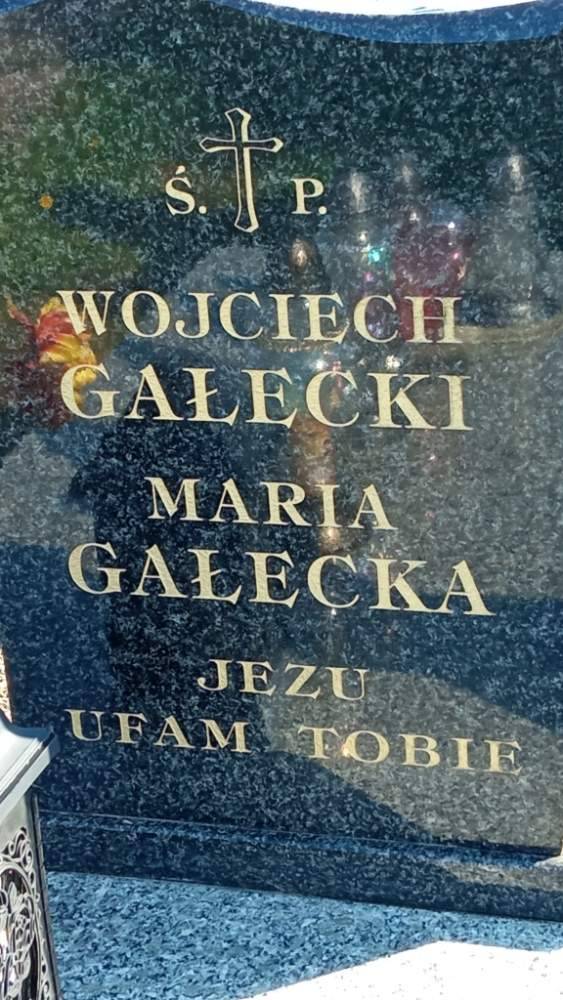 Ś. P.
WOJCIECH
GAŁECKI
MARIA
GAŁECKA
JEZU
UFAM TOBIE